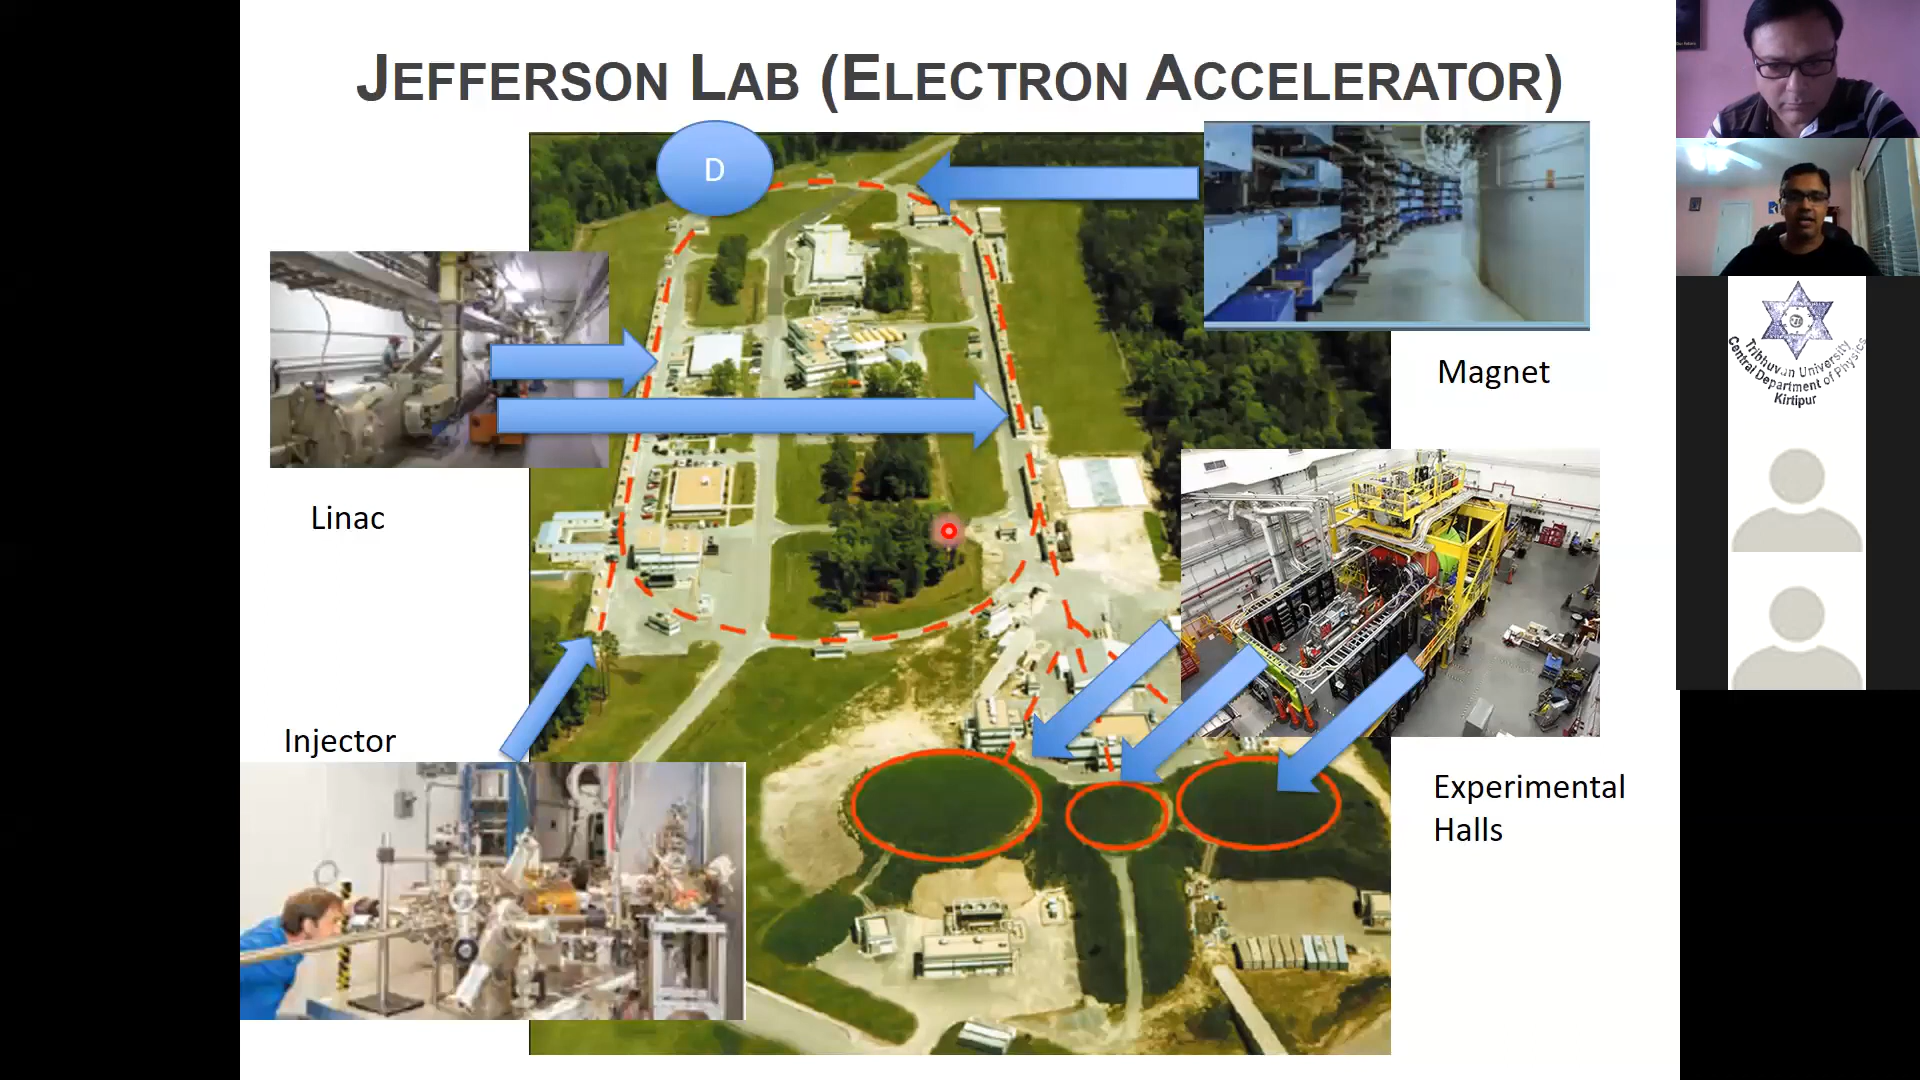 JEFFERSON LAB (ELECTRON ACCELERATOR)
D
Magnet
Linac
Injector
Experimental
Halls
Tribhuvan University
Central Department of Physics
Kirtipur